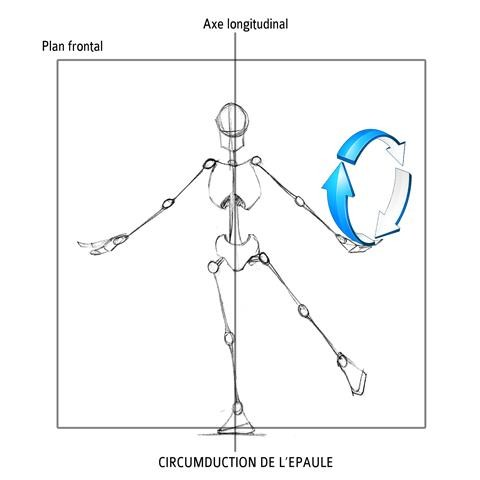 Axe longitudinal
Plan frontal
CIRCUMDUCTION DE L'EPAULE